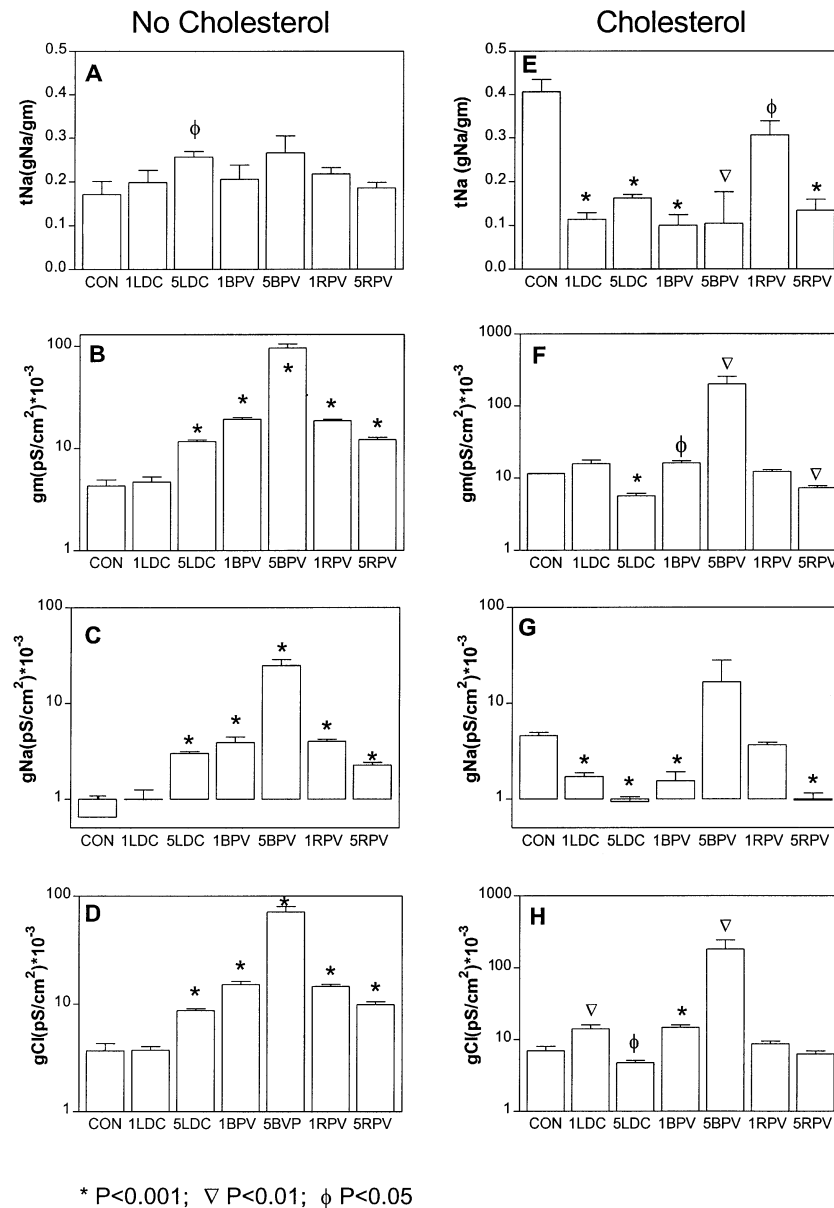 No Cholesterol
Cholesterol
A
tNa(gNa/gm)
0.5
0.4
0.3
0.2
0.1
0.0
ϕ
CON 1LDC 5LDC 1BPV 5BPV 1RPV 5RPV
E
tNa (gNa/gm)
0.5
0.4
0.3
0.2
0.1
0.0
* * * ∇ ϕ *
CON 1LDC 5LDC 1BPV 5BPV 1RPV 5RPV
B
gm(pS/cm²)*10⁻³
100
10
1
* * * * *
CON 1LDC 5LDC 1BPV 5BPV 1RPV 5RPV
F
gm(pS/cm²)*10⁻³
1000
100
10
1
* ϕ ∇ ∇
CON 1LDC 5LDC 1BPV 5BPV 1RPV 5RPV
C
gNa(pS/cm²)*10⁻³
100
10
1
* * * * *
CON 1LDC 5LDC 1BPV 5BPV 1RPV 5RPV
G
gNa(pS/cm²)*10⁻³
100
10
1
* * * *
CON 1LDC 5LDC 1BPV 5BPV 1RPV 5RPV
D
gCl(pS/cm²)*10⁻³
100
10
1
* * * * *
CON 1LDC 5LDC 1BPV 5BVP 1RPV 5RPV
H
gCl(pS/cm²)*10⁻³
1000
100
10
1
∇ ϕ * ∇
CON 1LDC 5LDC 1BPV 5BPV 1RPV 5RPV
* P<0.001; ∇ P<0.01; ϕ P<0.05